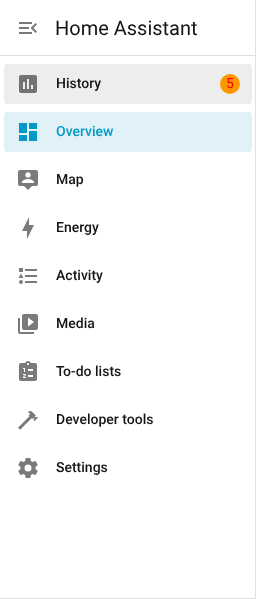 Home Assistant
History 5
Overview
Map
Energy
Activity
Media
To-do lists
Developer tools
Settings